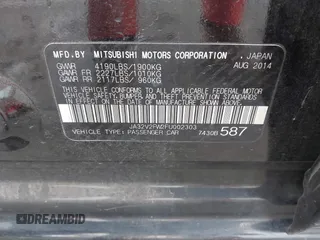 MFD.BY MITSUBISHI MOTORS CORPORATION, JAPAN
GVWR 4190LBS/1900KG AUG 2014
GAWR FR 2227LBS/1010KG
GAWR RR 2117LBS/ 960KG
THIS VEHICLE CONFORMS TO ALL APPLICABLE
FEDERAL MOTOR VEHICLE SAFETY, BUMPER,
AND THEFT PREVENTION STANDARDS IN EFFECT
ON THE DATE OF MANUFACTURE SHOWN ABOVE.
JA32V2FW2FU002303
VEHICLE TYPE: PASSENGER CAR 7430B 587
DREAMBID